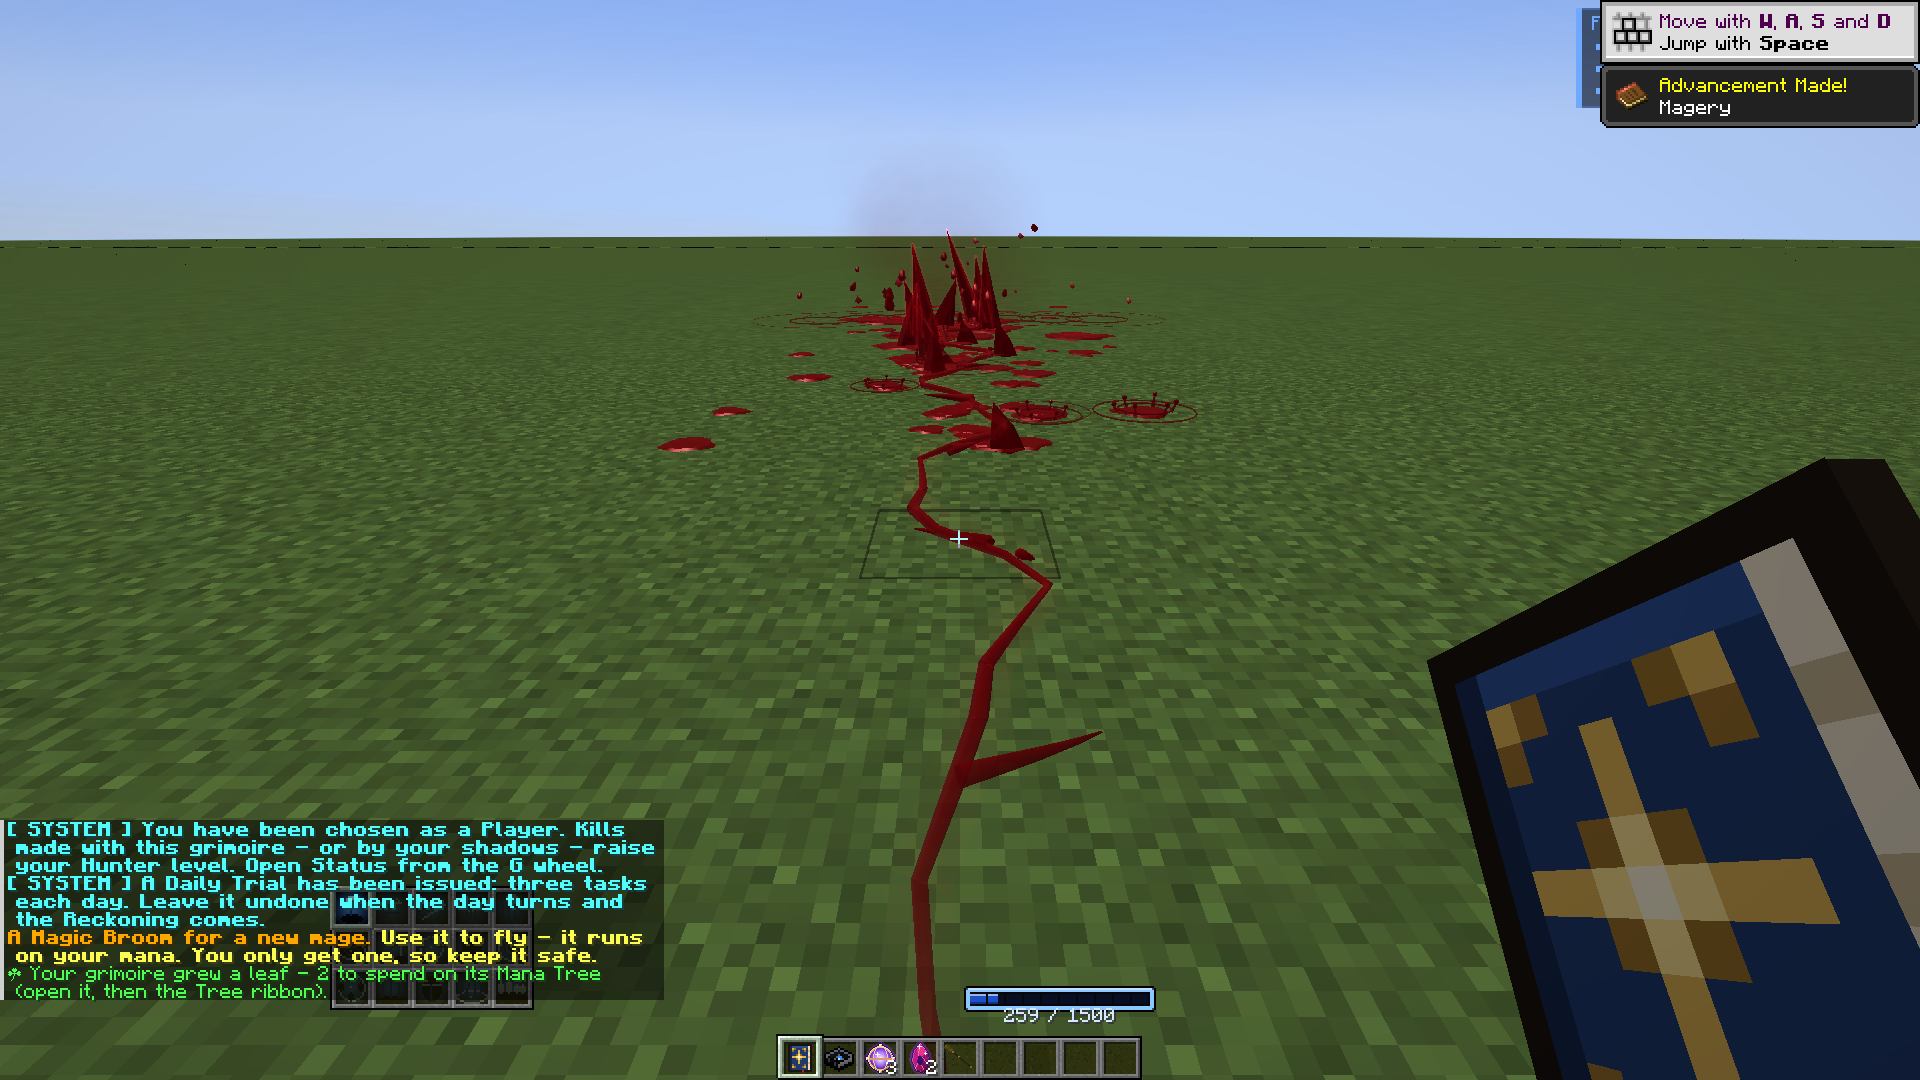 Move with W, A, S and D
Jump with Space
Advancement Made!
Magery
[ SYSTEM ] You have been chosen as a Player. Kills
made with this grimoire - or by your shadows - raise
your Hunter level. Open Status from the G wheel.
[ SYSTEM ] A Daily Trial has been issued: three tasks
each day. Leave it undone when the day turns and
the Reckoning comes.
A Magic Broom for a new mage. Use it to fly - it runs
on your mana. You only get one, so keep it safe.
☘ Your grimoire grew a leaf - 2 to spend on its Mana Tree
(open it, then the Tree ribbon).
259 / 1500
3
2